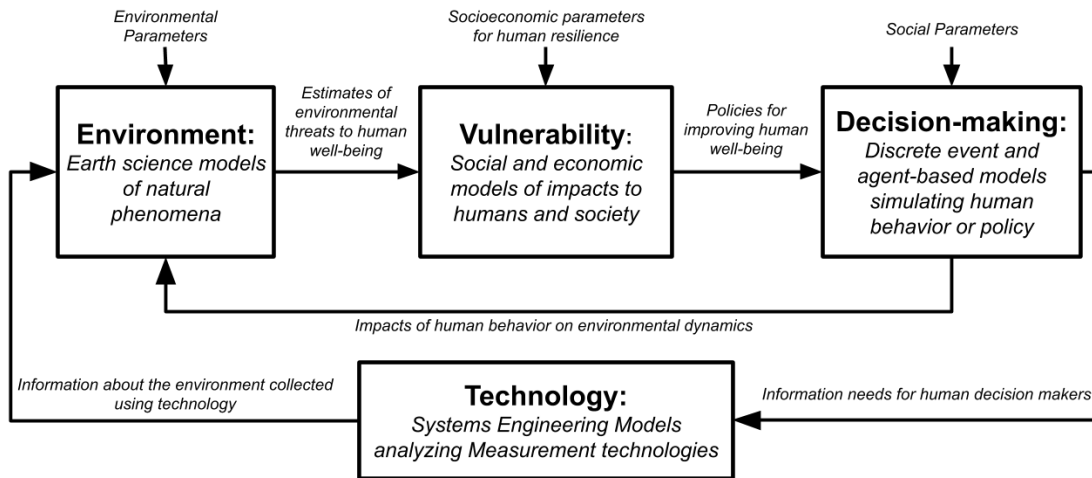 Environmental
Parameters
Socioeconomic parameters
for human resilience
Social Parameters
Environment:
Earth science models
of natural
phenomena
Estimates of
environmental
threats to human
well-being
Vulnerability:
Social and economic
models of impacts to
humans and society
Policies for
improving human
well-being
Decision-making:
Discrete event and
agent-based models
simulating human
behavior or policy
Impacts of human behavior on environmental dynamics
Information about the environment collected
using technology
Technology:
Systems Engineering Models
analyzing Measurement technologies
Information needs for human decision makers